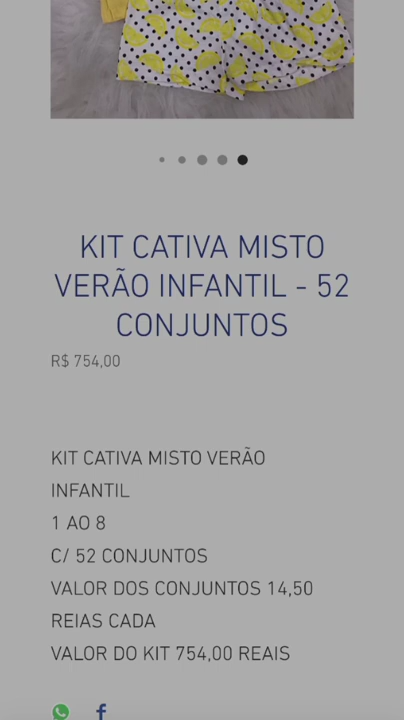 KIT CATIVA MISTO
VERÃO INFANTIL - 52
CONJUNTOS
R$ 754,00
KIT CATIVA MISTO VERÃO
INFANTIL
1 AO 8
C/ 52 CONJUNTOS
VALOR DOS CONJUNTOS 14,50
REIAS CADA
VALOR DO KIT 754,00 REAIS